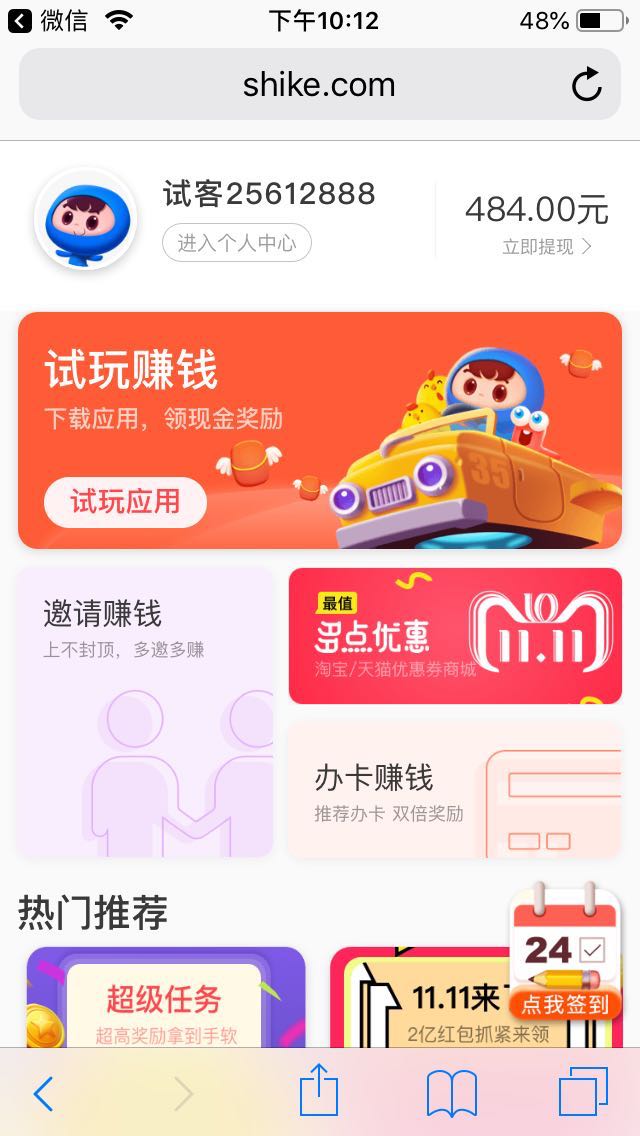 微信
下午10:12
48%
shike.com
试客25612888
进入个人中心
484.00元
立即提现
试玩赚钱
下载应用，领现金奖励
试玩应用
35
邀请赚钱
上不封顶，多邀多赚
最值
多点优惠
淘宝/天猫优惠券商城
11.11
办卡赚钱
推荐办卡 双倍奖励
热门推荐
超级任务
超高奖励拿到手软
11.11来
2亿红包抓紧来领
24
点我签到